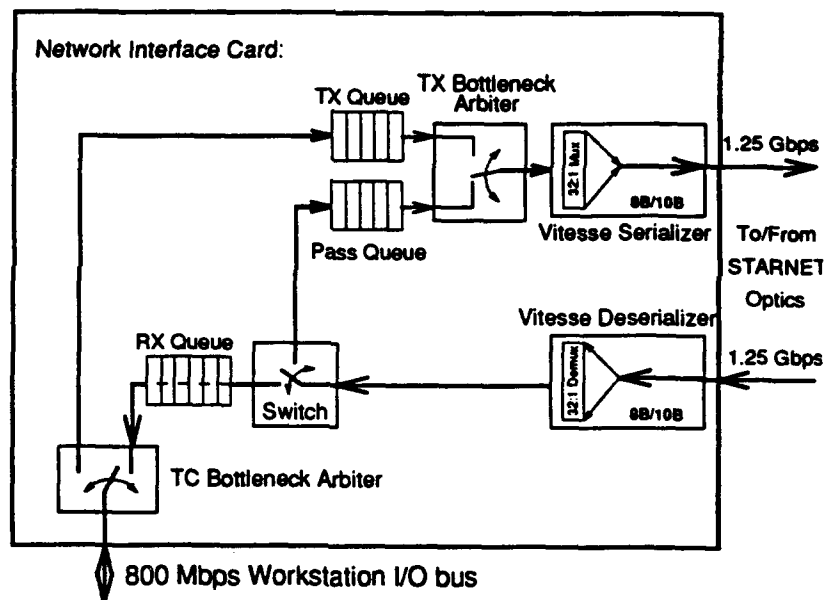 Network Interface Card:
TX Queue
TX Bottleneck
Arbiter
32:1 Mux
8B/10B
1.25 Gbps
Pass Queue
Vitesse Serializer
To/From
STARNET
Optics
Vitesse Deserializer
RX Queue
Switch
32:1 Demux
8B/10B
1.25 Gbps
TC Bottleneck Arbiter
800 Mbps Workstation I/O bus